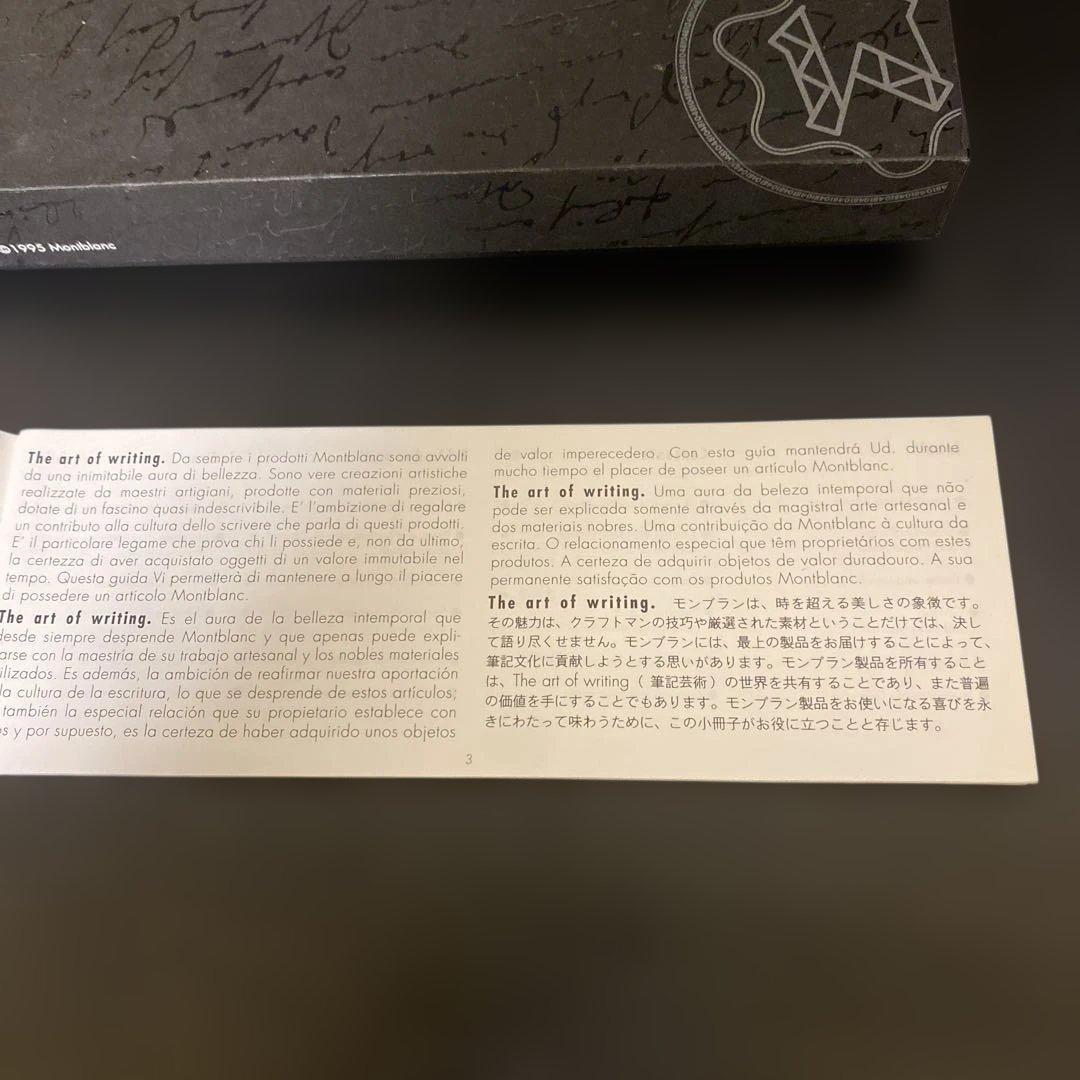 ©1995 Montblanc
The art of writing. Da sempre i prodotti Montblanc sono avvolti
da una inimitabile aura di bellezza. Sono vere creazioni artistiche
realizzate da maestri artigiani, prodotte con materiali preziosi,
dotate di un fascino quasi indescrivibile. E' l'ambizione di regalare
un contributo alla cultura dello scrivere che parla di questi prodotti.
E' il particolare legame che prova chi li possiede e, non da ultimo,
la certezza di aver acquistato oggetti di un valore immutabile nel
tempo. Questa guida Vi permetterà di mantenere a lungo il piacere
di possedere un articolo Montblanc.
The art of writing. Es el aura de la belleza intemporal que
desde siempre desprende Montblanc y que apenas puede expli-
arse con la maestría de su trabajo artesanal y los nobles materiales
ilizados. Es además, la ambición de reafirmar nuestra aportación
la cultura de la escritura, lo que se desprende de estos artículos;
también la especial relación que su propietario establece con
s y por supuesto, es la certeza de haber adquirido unos objetos
de valor imperecedero. Con esta guía mantendrá Ud. durante
mucho tiempo el placer de poseer un artículo Montblanc.
The art of writing. Uma aura da beleza intemporal que não
pode ser explicada somente através da magistral arte artesanal e
dos materiais nobres. Uma contribuição da Montblanc à cultura da
escrita. O relacionamento especial que têm proprietários com estes
produtos. A certeza de adquirir objetos de valor duradouro. A sua
permanente satisfação com os produtos Montblanc.
The art of writing. モンブランは、時を超える美しさの象徴です。
その魅力は、クラフトマンの技巧や厳選された素材ということだけでは、決し
て語り尽くせません。モンブランには、最上の製品をお届けすることによって、
筆記文化に貢献しようとする思いがあります。モンブラン製品を所有すること
は、The art of writing（筆記芸術）の世界を共有することであり、また普遍
の価値を手にすることでもあります。モンブラン製品をお使いになる喜びを永
きにわたって味わうために、この小冊子がお役に立つことと存じます。
3